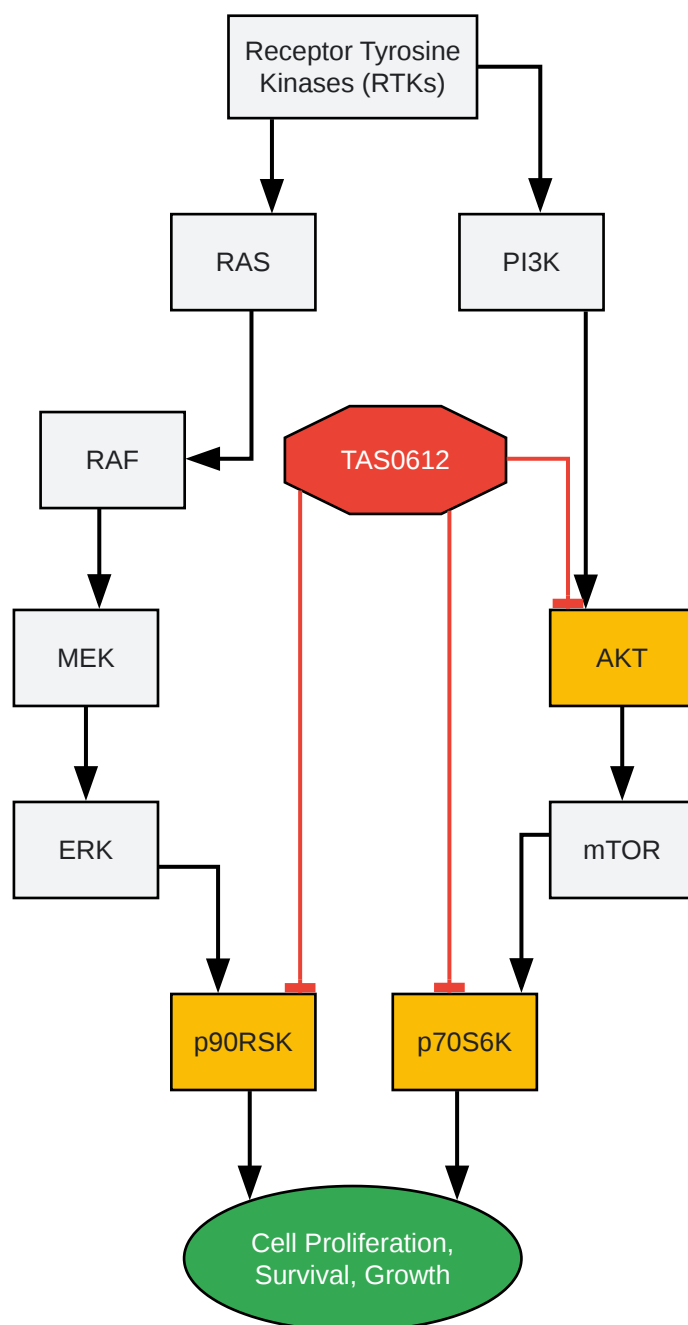 Receptor Tyrosine
Kinases (RTKs)
RAS
PI3K
RAF
TAS0612
MEK
AKT
ERK
mTOR
p90RSK
p70S6K
Cell Proliferation,
Survival, Growth